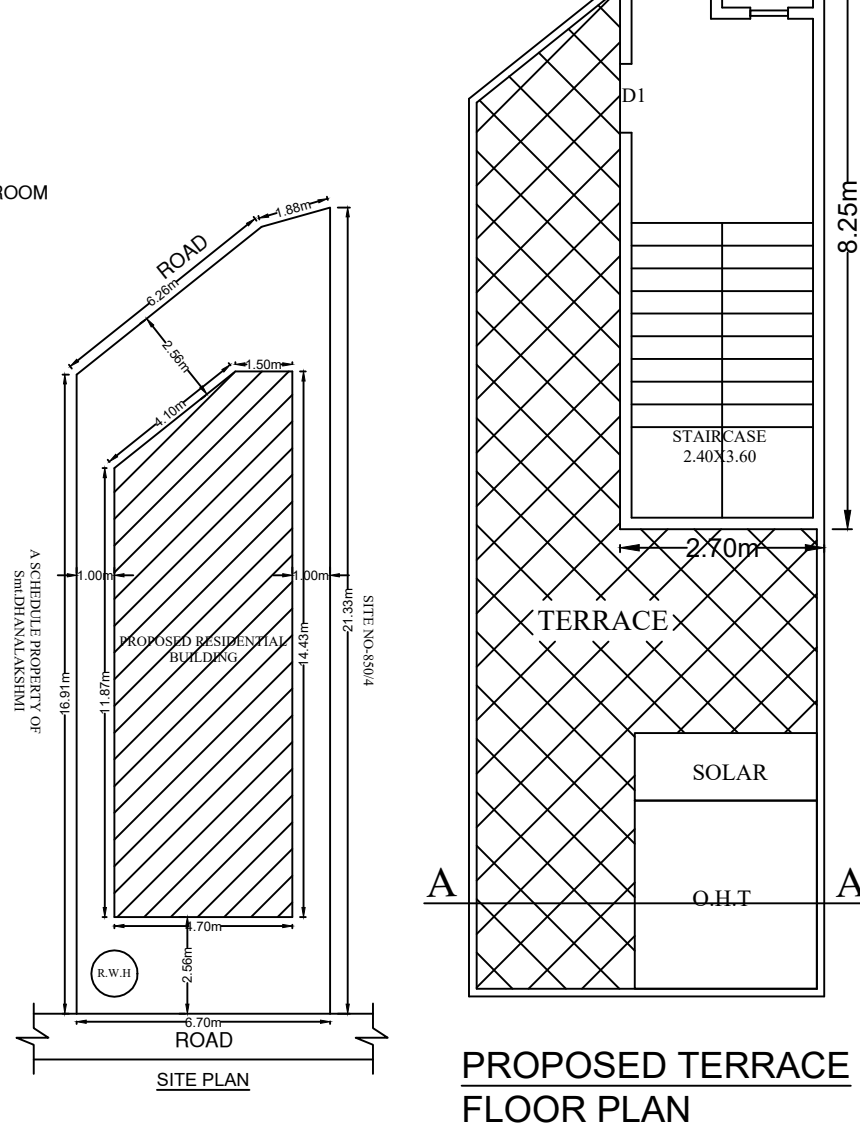 ROOM
1.88m
ROAD
6.26m
2.56m
1.50m
4.10m
1.00m
1.00m
A SCHEDULE PROPERTY OF
Smt.DHANALAKSHMI
16.91m
11.87m
PROPOSED RESIDENTIAL
BUILDING
14.43m
21.33m
SITE NO-850/4
4.70m
2.56m
R.W.H
6.70m
ROAD
SITE PLAN
D1
8.25m
STAIRCASE
2.40X3.60
2.70m
TERRACE
SOLAR
A
A
O.H.T
PROPOSED TERRACE
FLOOR PLAN